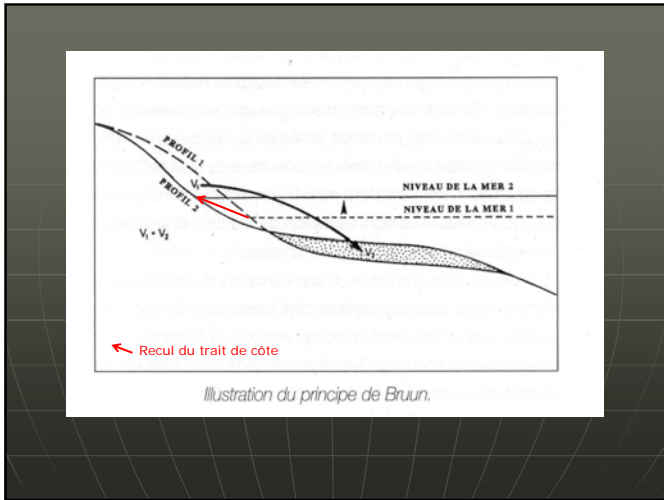 PROFIL 1
V₁
PROFIL 2
NIVEAU DE LA MER 2
NIVEAU DE LA MER 1
V₁ = V₂
V₂
Recul du trait de côte
Illustration du principe de Bruun.